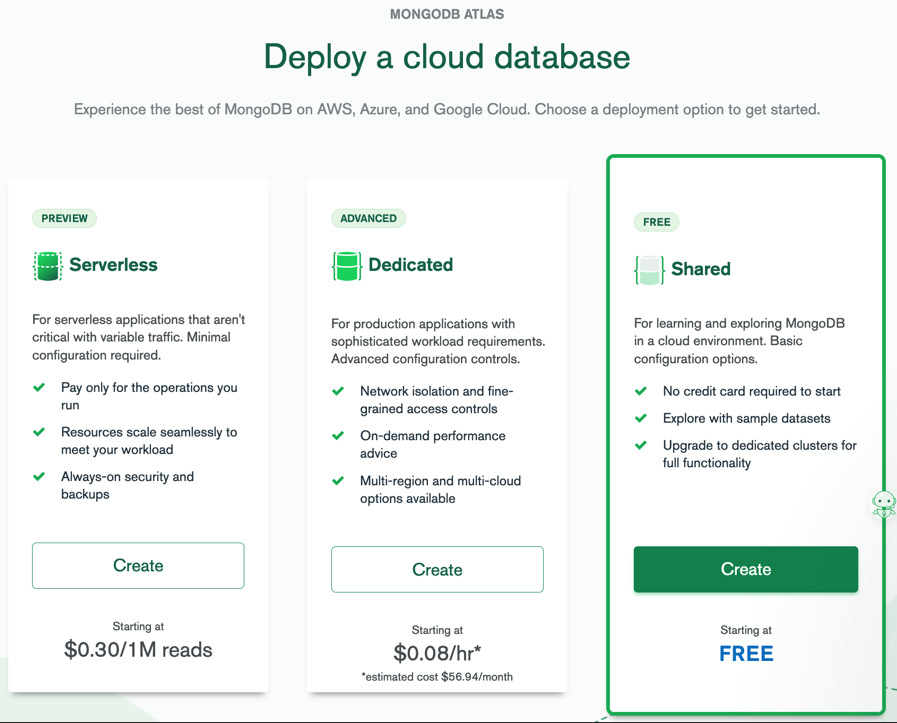 MONGODB ATLAS
Deploy a cloud database
Experience the best of MongoDB on AWS, Azure, and Google Cloud. Choose a deployment option to get started.
PREVIEW
Serverless
For serverless applications that aren't
critical with variable traffic. Minimal
configuration required.
Pay only for the operations you
run
Resources scale seamlessly to
meet your workload
Always-on security and
backups
Create
Starting at
$0.30/1M reads
ADVANCED
Dedicated
For production applications with
sophisticated workload requirements.
Advanced configuration controls.
Network isolation and fine-
grained access controls
On-demand performance
advice
Multi-region and multi-cloud
options available
Create
Starting at
$0.08/hr*
*estimated cost $56.94/month
FREE
Shared
For learning and exploring MongoDB
in a cloud environment. Basic
configuration options.
No credit card required to start
Explore with sample datasets
Upgrade to dedicated clusters for
full functionality
Create
Starting at
FREE